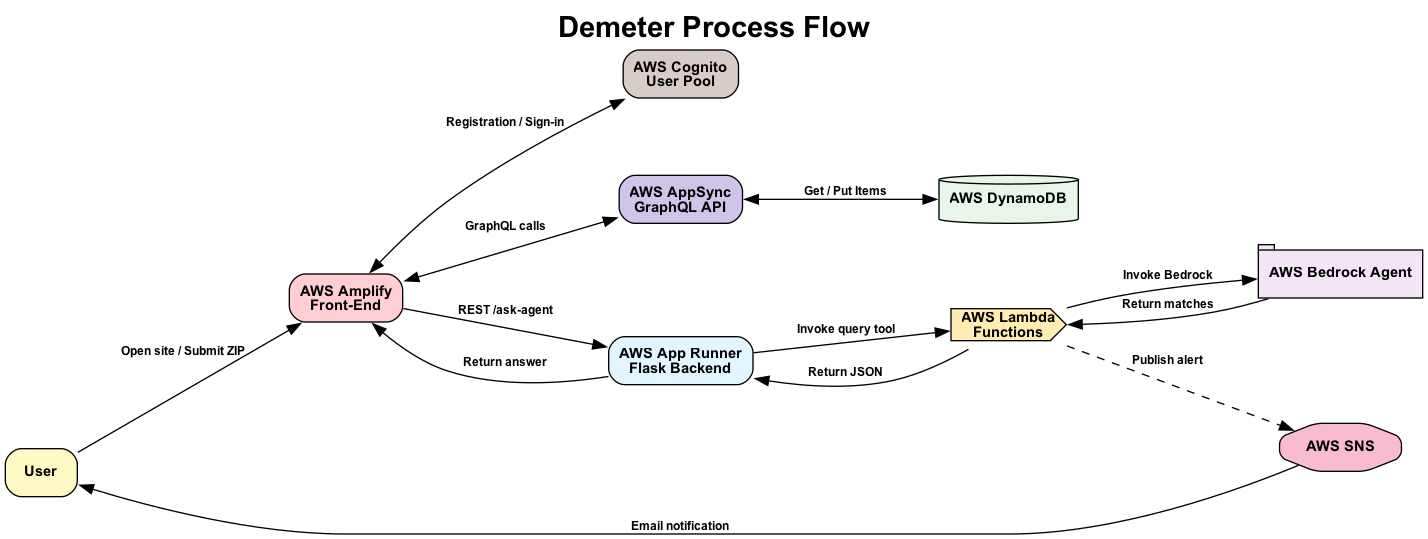 Demeter Process Flow
AWS Cognito
User Pool
Registration / Sign-in
AWS AppSync
GraphQL API
Get / Put Items
AWS DynamoDB
GraphQL calls
AWS Amplify
Front-End
REST /ask-agent
Return answer
AWS App Runner
Flask Backend
Invoke query tool
Return JSON
AWS Lambda
Functions
Invoke Bedrock
Return matches
AWS Bedrock Agent
Publish alert
Open site / Submit ZIP
User
AWS SNS
Email notification